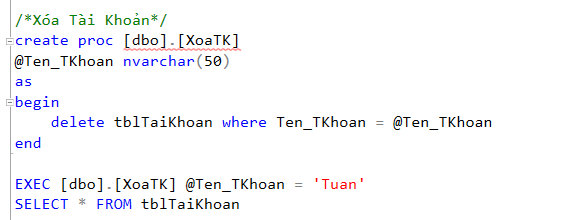 /*Xóa Tài Khoản*/
create proc [dbo].[XoaTK]
@Ten_TKhoan nvarchar(50)
as
begin
    delete tblTaiKhoan where Ten_TKhoan = @Ten_TKhoan
end

EXEC [dbo].[XoaTK] @Ten_TKhoan = 'Tuan'
SELECT * FROM tblTaiKhoan